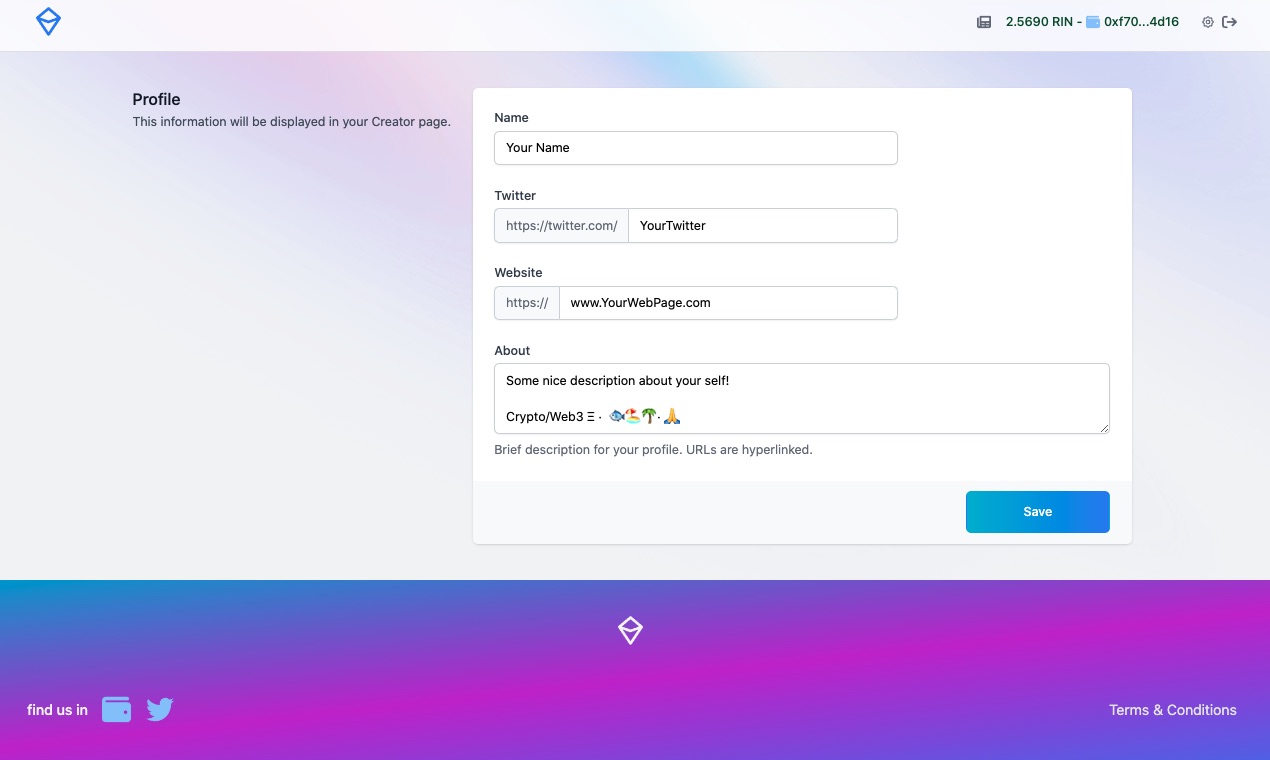 2.5690 RIN - 0xf70...4d16
Profile
This information will be displayed in your Creator page.
Name
Your Name
Twitter
https://twitter.com/ YourTwitter
Website
https:// www.YourWebPage.com
About
Some nice description about your self!
Crypto/Web3 Ξ · 🐟🏖️🌴· 🙏
Brief description for your profile. URLs are hyperlinked.
Save
find us in
Terms & Conditions